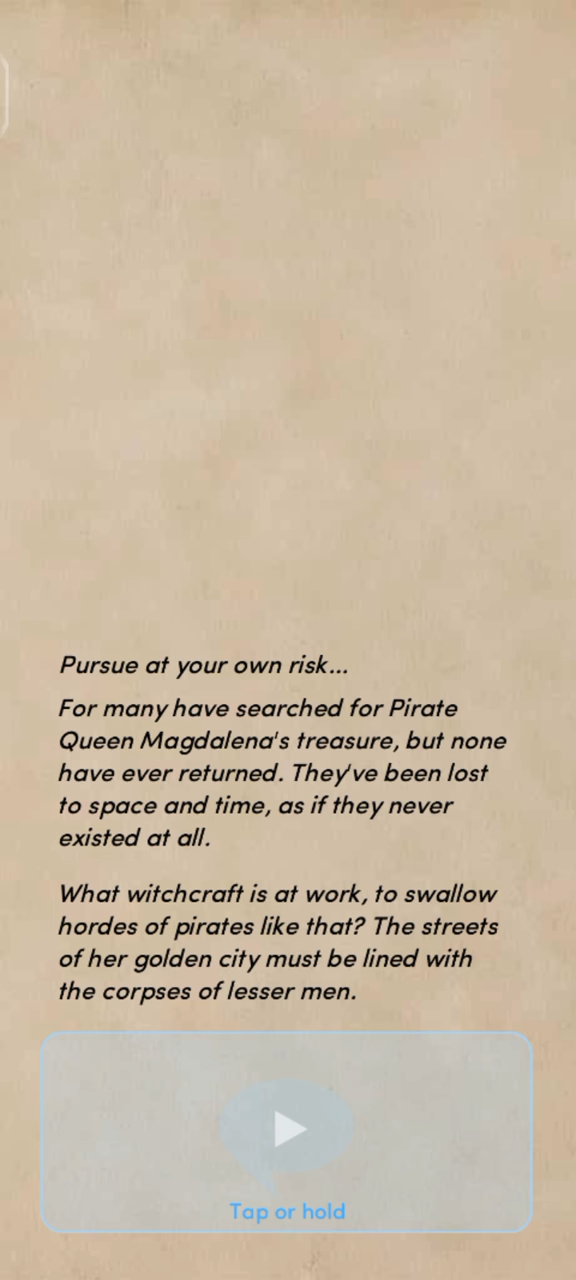 Pursue at your own risk...
For many have searched for Pirate
Queen Magdalena's treasure, but none
have ever returned. They've been lost
to space and time, as if they never
existed at all.
What witchcraft is at work, to swallow
hordes of pirates like that? The streets
of her golden city must be lined with
the corpses of lesser men.
Tap or hold